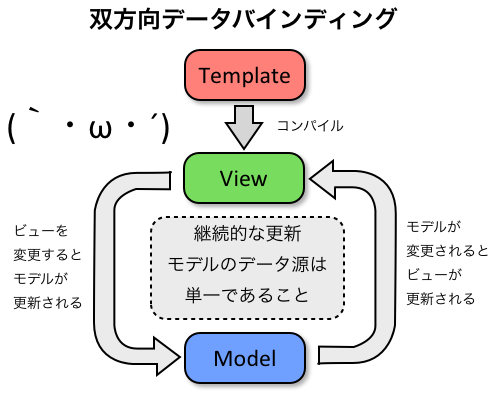 双方向データバインディング
Template
(｀・ω・´)
コンパイル
View
ビューを
変更すると
モデルが
更新される
継続的な更新
モデルのデータ源は
単一であること
モデルが
変更されると
ビューが
更新される
Model